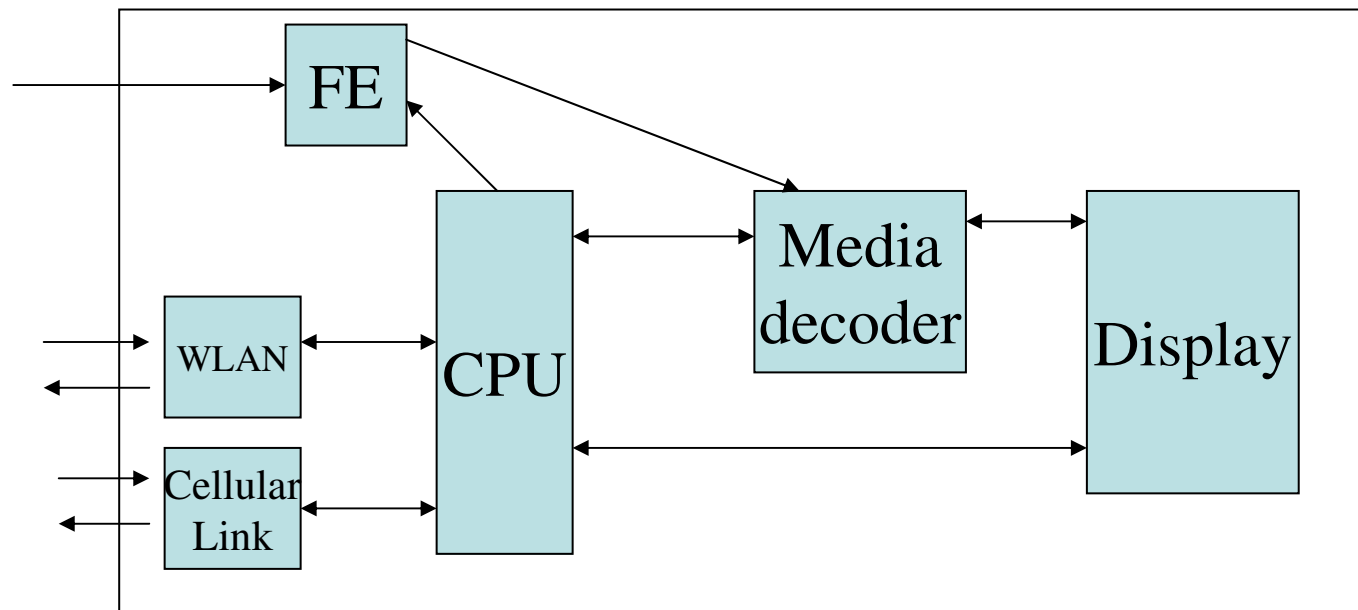 FE
Media
decoder
Display
WLAN
CPU
Cellular
Link